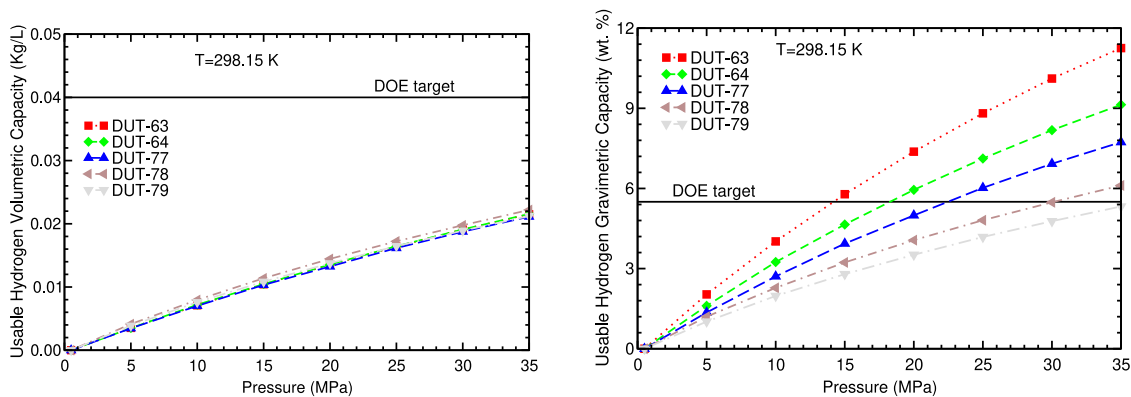 Usable Hydrogen Volumetric Capacity (Kg/L)
0.05
0.04
0.03
0.02
0.01
0.00
T=298.15 K
DOE target
DUT-63
DUT-64
DUT-77
DUT-78
DUT-79
0 5 10 15 20 25 30 35
Pressure (MPa)
Usable Hydrogen Gravimetric Capacity (wt. %)
12
9
6
3
0
T=298.15 K
DUT-63
DUT-64
DUT-77
DUT-78
DUT-79
DOE target
0 5 10 15 20 25 30 35
Pressure (MPa)